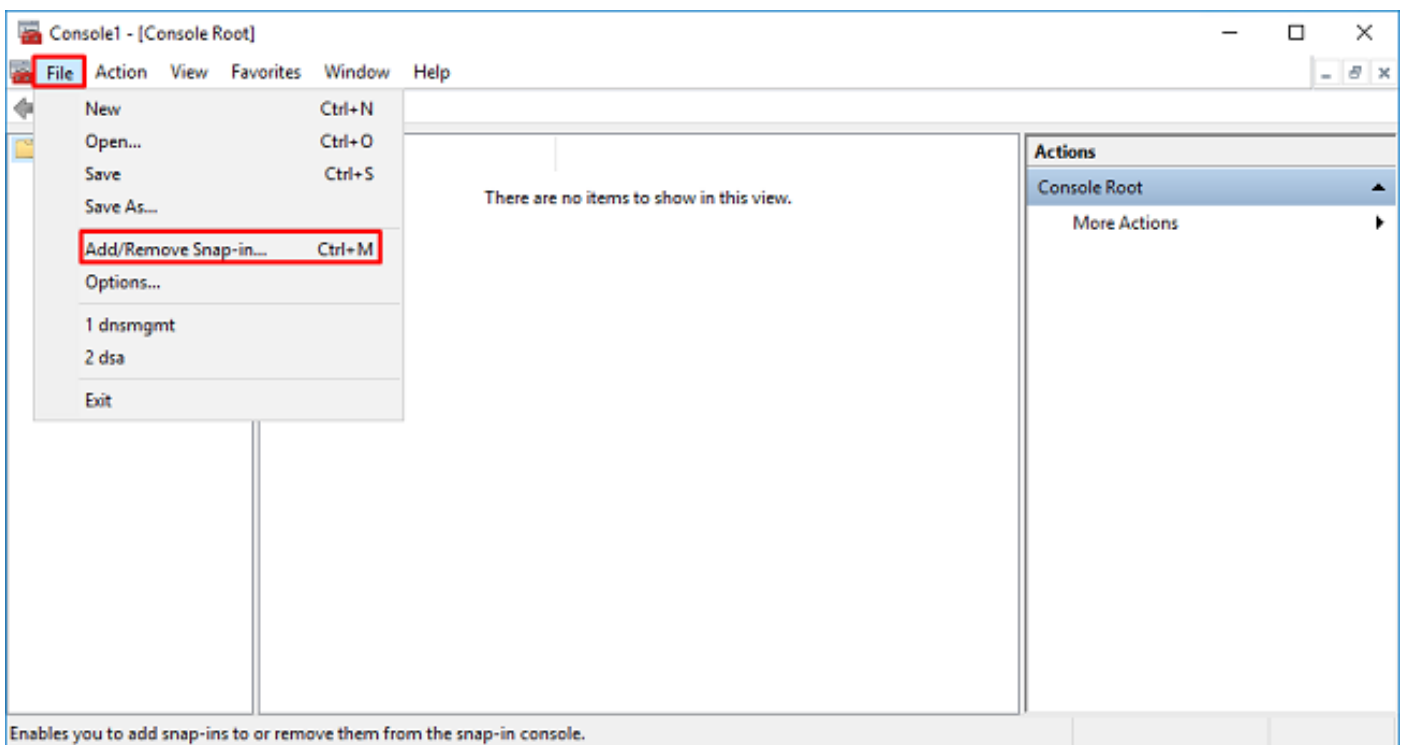 Console1 - [Console Root]
File Action View Favorites Window Help
New Ctrl+N
Open... Ctrl+O
Save Ctrl+S
Save As...
Add/Remove Snap-in... Ctrl+M
Options...
1 dnsmgmt
2 dsa
Exit
There are no items to show in this view.
Actions
Console Root
More Actions
Enables you to add snap-ins to or remove them from the snap-in console.